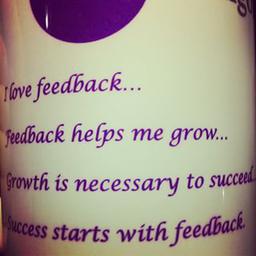 I love feedback...
Feedback helps me grow...
Growth is necessary to succeed...
Success starts with feedback.